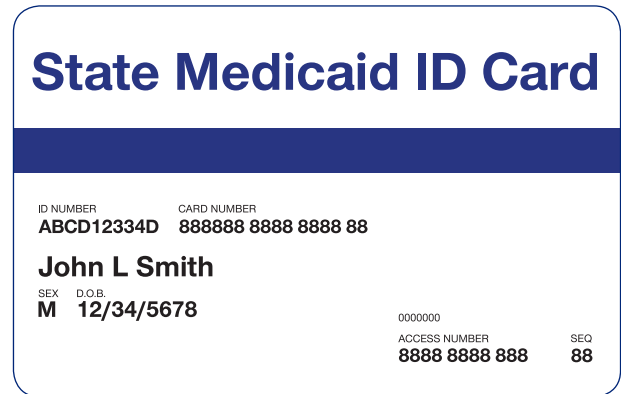 State Medicaid ID Card
ID NUMBER CARD NUMBER
ABCD12334D 888888 8888 8888 88
John L Smith
SEX D.O.B.
M 12/34/5678
0000000
ACCESS NUMBER SEQ
8888 8888 888 88